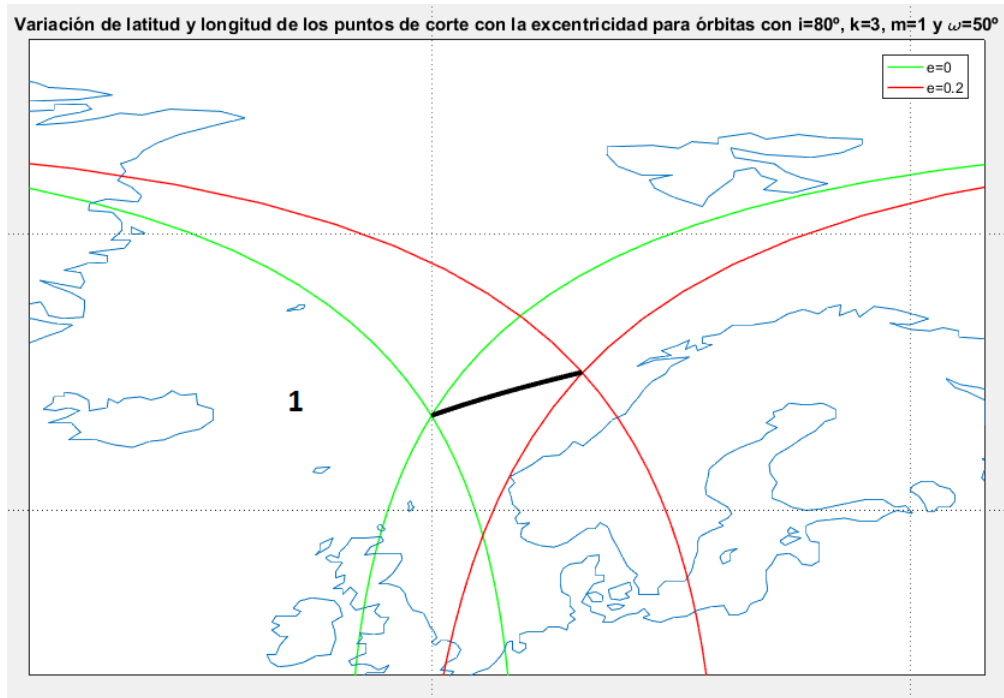 Variación de latitud y longitud de los puntos de corte con la excentricidad para órbitas con i=80º, k=3, m=1 y ω=50º
e=0
e=0.2
1